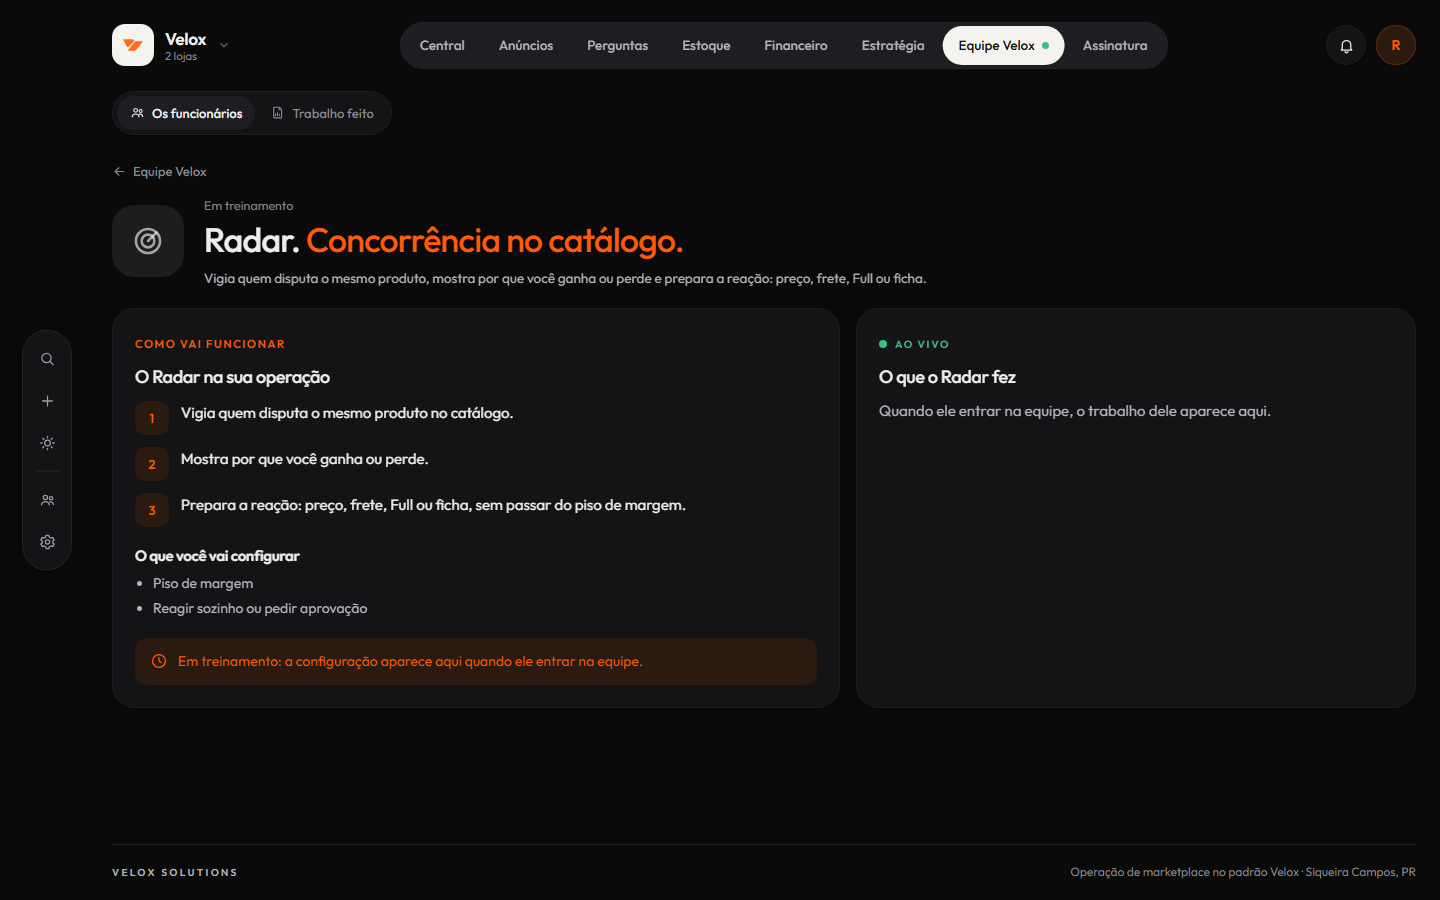 Velox
2 lojas
Central
Anúncios
Perguntas
Estoque
Financeiro
Estratégia
Equipe Velox
Assinatura
R
Os funcionários
Trabalho feito
Equipe Velox
Em treinamento
Radar. Concorrência no catálogo.
Vigia quem disputa o mesmo produto, mostra por que você ganha ou perde e prepara a reação: preço, frete, Full ou ficha.
COMO VAI FUNCIONAR
O Radar na sua operação
1 Vigia quem disputa o mesmo produto no catálogo.
2 Mostra por que você ganha ou perde.
3 Prepara a reação: preço, frete, Full ou ficha, sem passar do piso de margem.
O que você vai configurar
• Piso de margem
• Reagir sozinho ou pedir aprovação
Em treinamento: a configuração aparece aqui quando ele entrar na equipe.
AO VIVO
O que o Radar fez
Quando ele entrar na equipe, o trabalho dele aparece aqui.
VELOX SOLUTIONS
Operação de marketplace no padrão Velox · Siqueira Campos, PR